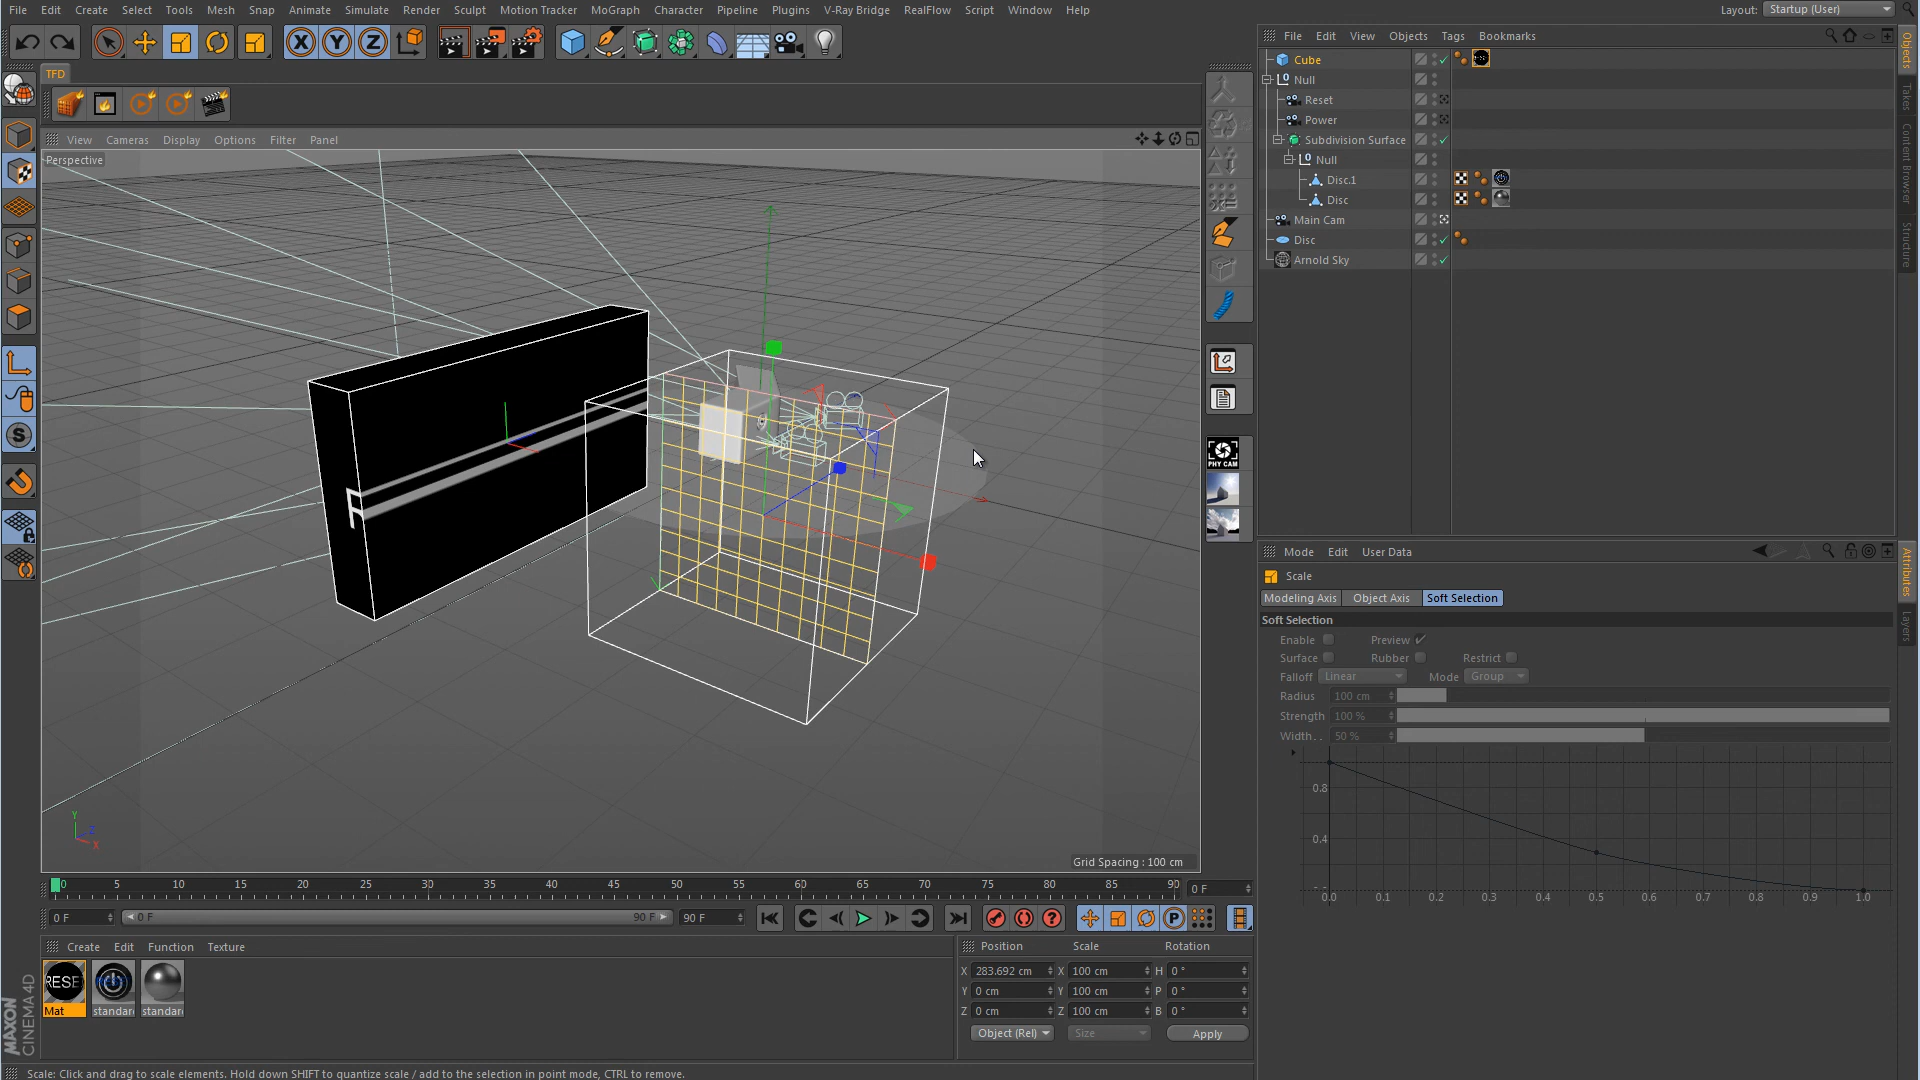 File Edit Create Select Tools Mesh Snap Animate Simulate Render Sculpt Motion Tracker MoGraph Character Pipeline Plugins V-Ray Bridge RealFlow Script Window Help
Layout: Startup (User)
TFD
View Cameras Display Options Filter Panel
Perspective
R
Y
Z
X
Grid Spacing : 100 cm
PHY CAM
File Edit View Objects Tags Bookmarks
Cube
Null
Reset
Power
Subdivision Surface
Null
Disc.1
Disc
Main Cam
Disc
Arnold Sky
Objects
Takes
Content Browser
Structure
Mode Edit User Data
Scale
Modeling Axis Object Axis Soft Selection
Soft Selection
Enable Preview
Surface Rubber Restrict
Falloff Linear Mode Group
Radius 100 cm
Strength 100 %
Width.. 50 %
0.8
0.4
0.0 0.1 0.2 0.3 0.4 0.5 0.6 0.7 0.8 0.9 1.0
Attributes
Layers
0 5 10 15 20 25 30 35 40 45 50 55 60 65 70 75 80 85 90 0 F
0 F 0 F 90 F 90 F
Create Edit Function Texture
RESE
Mat standard standard
MAXON
CINEMA 4D
Position Scale Rotation
X 283.692 cm X 100 cm H 0 °
Y 0 cm Y 100 cm P 0 °
Z 0 cm Z 100 cm B 0 °
Object (Rel) Size Apply
Scale: Click and drag to scale elements. Hold down SHIFT to quantize scale / add to the selection in point mode, CTRL to remove.